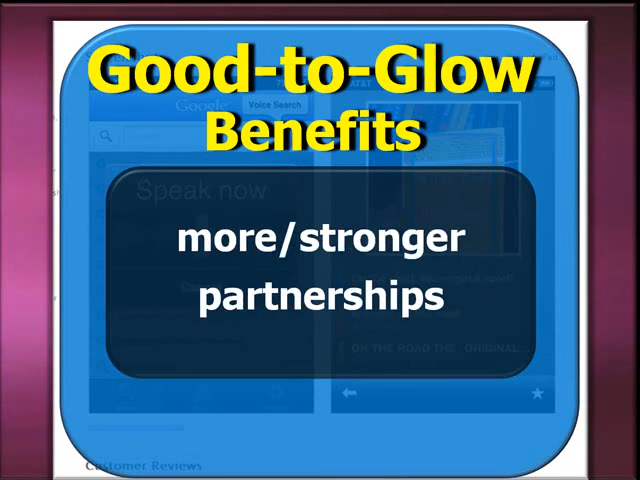 Good-to-Glow
Benefits
Google
Voice Search
AT&T
Speak now
more/stronger
partnerships
ON THE ROAD THE ORIGINAL
Customer Reviews